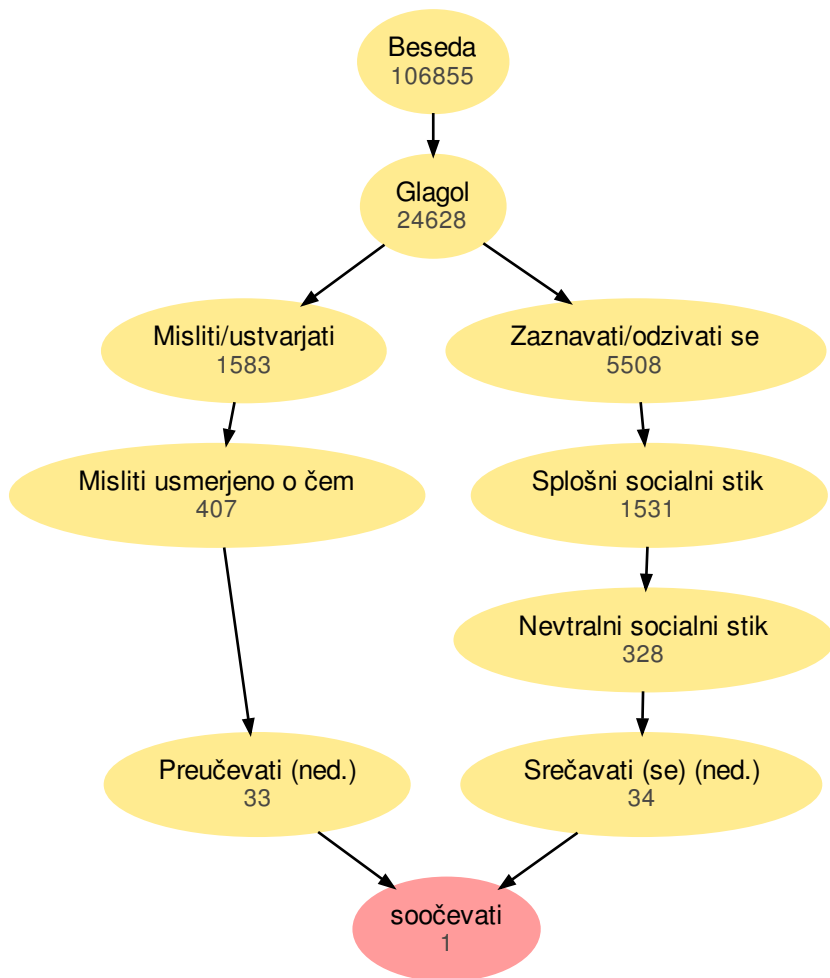 Beseda
106855
Glagol
24628
Misliti/ustvarjati
1583
Zaznavati/odzivati se
5508
Misliti usmerjeno o čem
407
Splošni socialni stik
1531
Nevtralni socialni stik
328
Preučevati (ned.)
33
Srečavati (se) (ned.)
34
soočevati
1